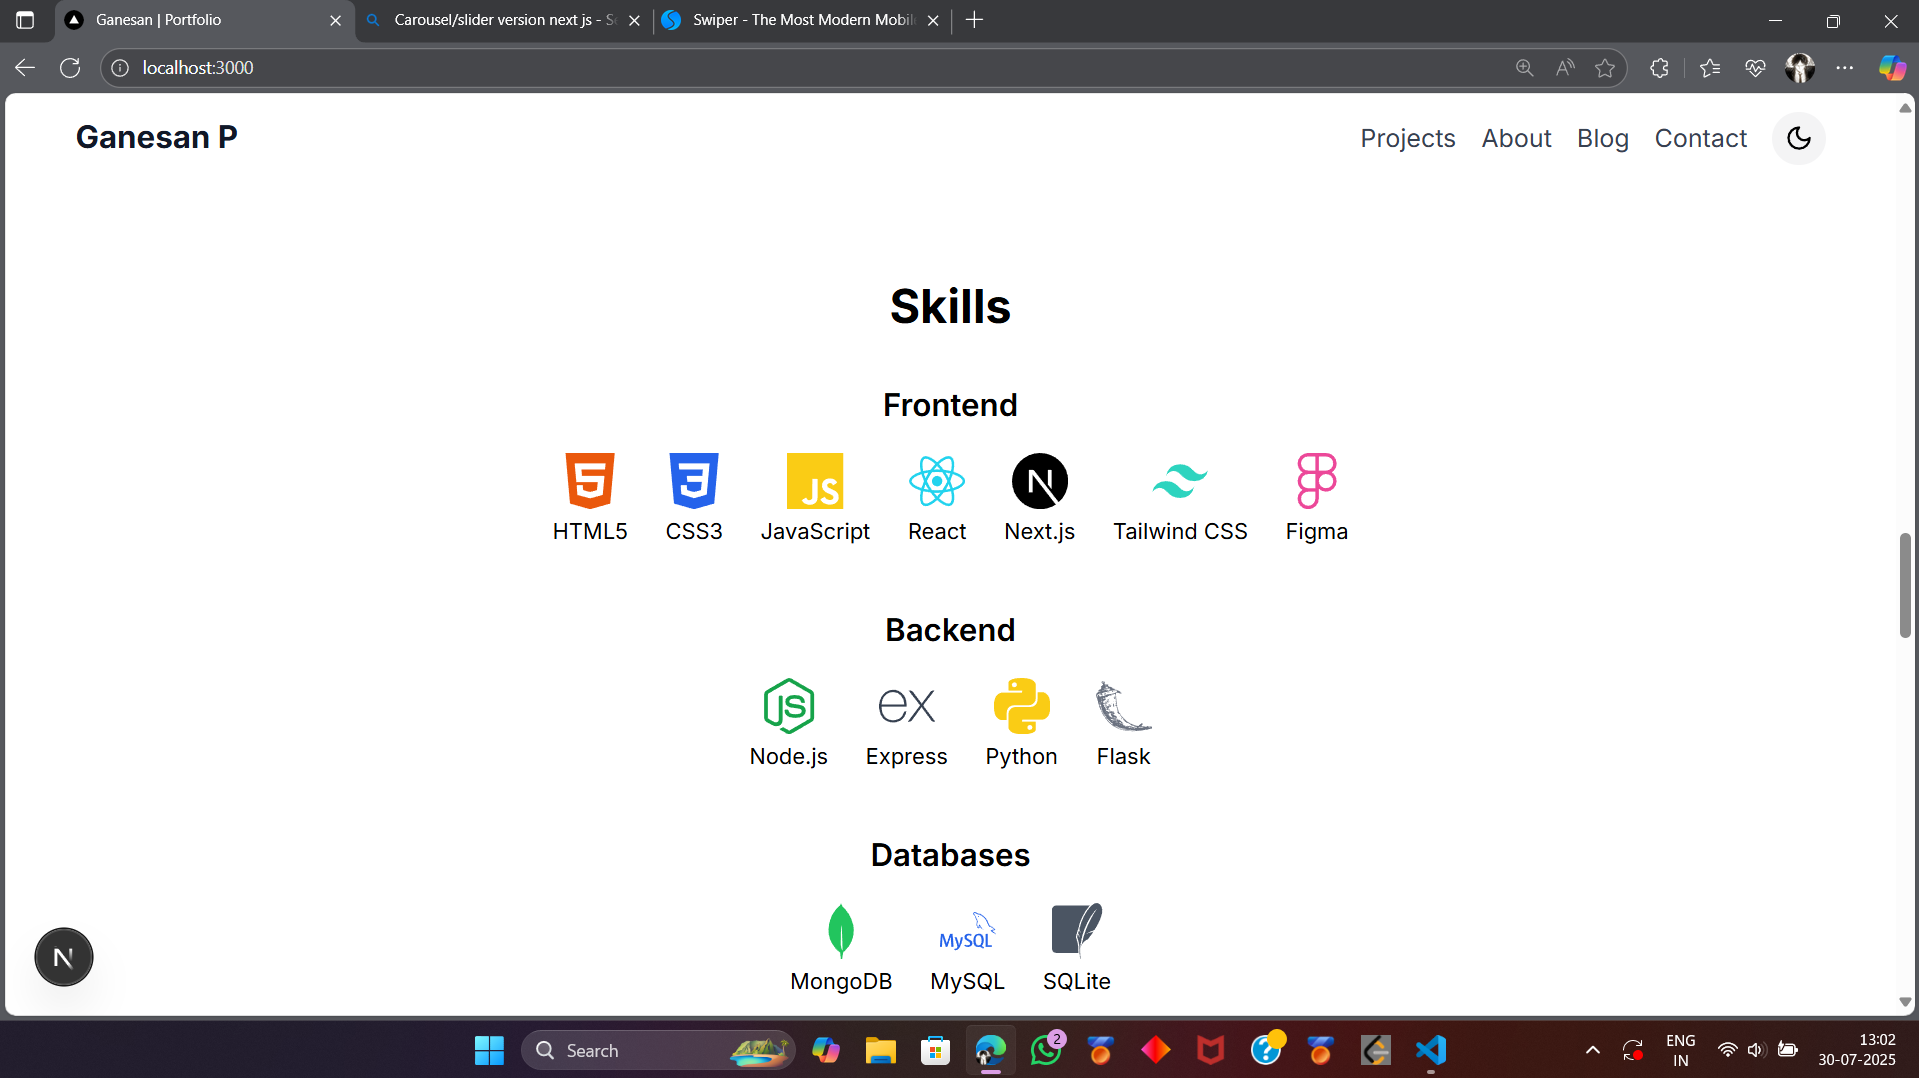 Ganesan | Portfolio
Carousel/slider version next js - Se
Swiper - The Most Modern Mobil
localhost:3000
Ganesan P
Projects About Blog Contact
Skills
Frontend
HTML5 CSS3 JavaScript React Next.js Tailwind CSS Figma
Backend
Node.js Express Python Flask
Databases
MySQL
MongoDB MySQL SQLite
N
Search
2
ENG
IN
13:02
30-07-2025